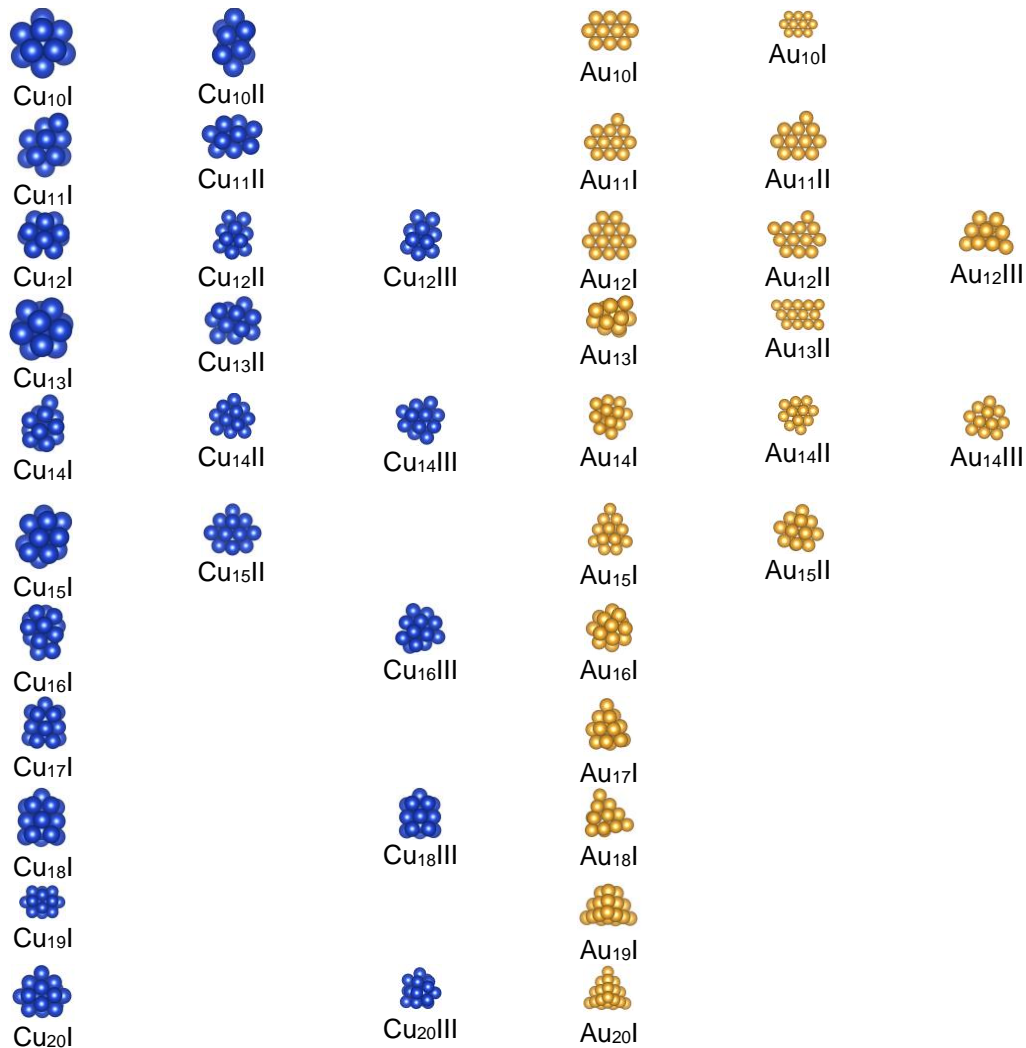 Cu₁₀I Cu₁₀II Au₁₀I Au₁₀I
Cu₁₁I Cu₁₁II Au₁₁I Au₁₁II
Cu₁₂I Cu₁₂II Cu₁₂III Au₁₂I Au₁₂II Au₁₂III
Cu₁₃I Cu₁₃II Au₁₃I Au₁₃II
Cu₁₄I Cu₁₄II Cu₁₄III Au₁₄I Au₁₄II Au₁₄III
Cu₁₅I Cu₁₅II Au₁₅I Au₁₅II
Cu₁₆I Cu₁₆III Au₁₆I
Cu₁₇I Au₁₇I
Cu₁₈I Cu₁₈III Au₁₈I
Cu₁₉I Au₁₉I
Cu₂₀I Cu₂₀III Au₂₀I